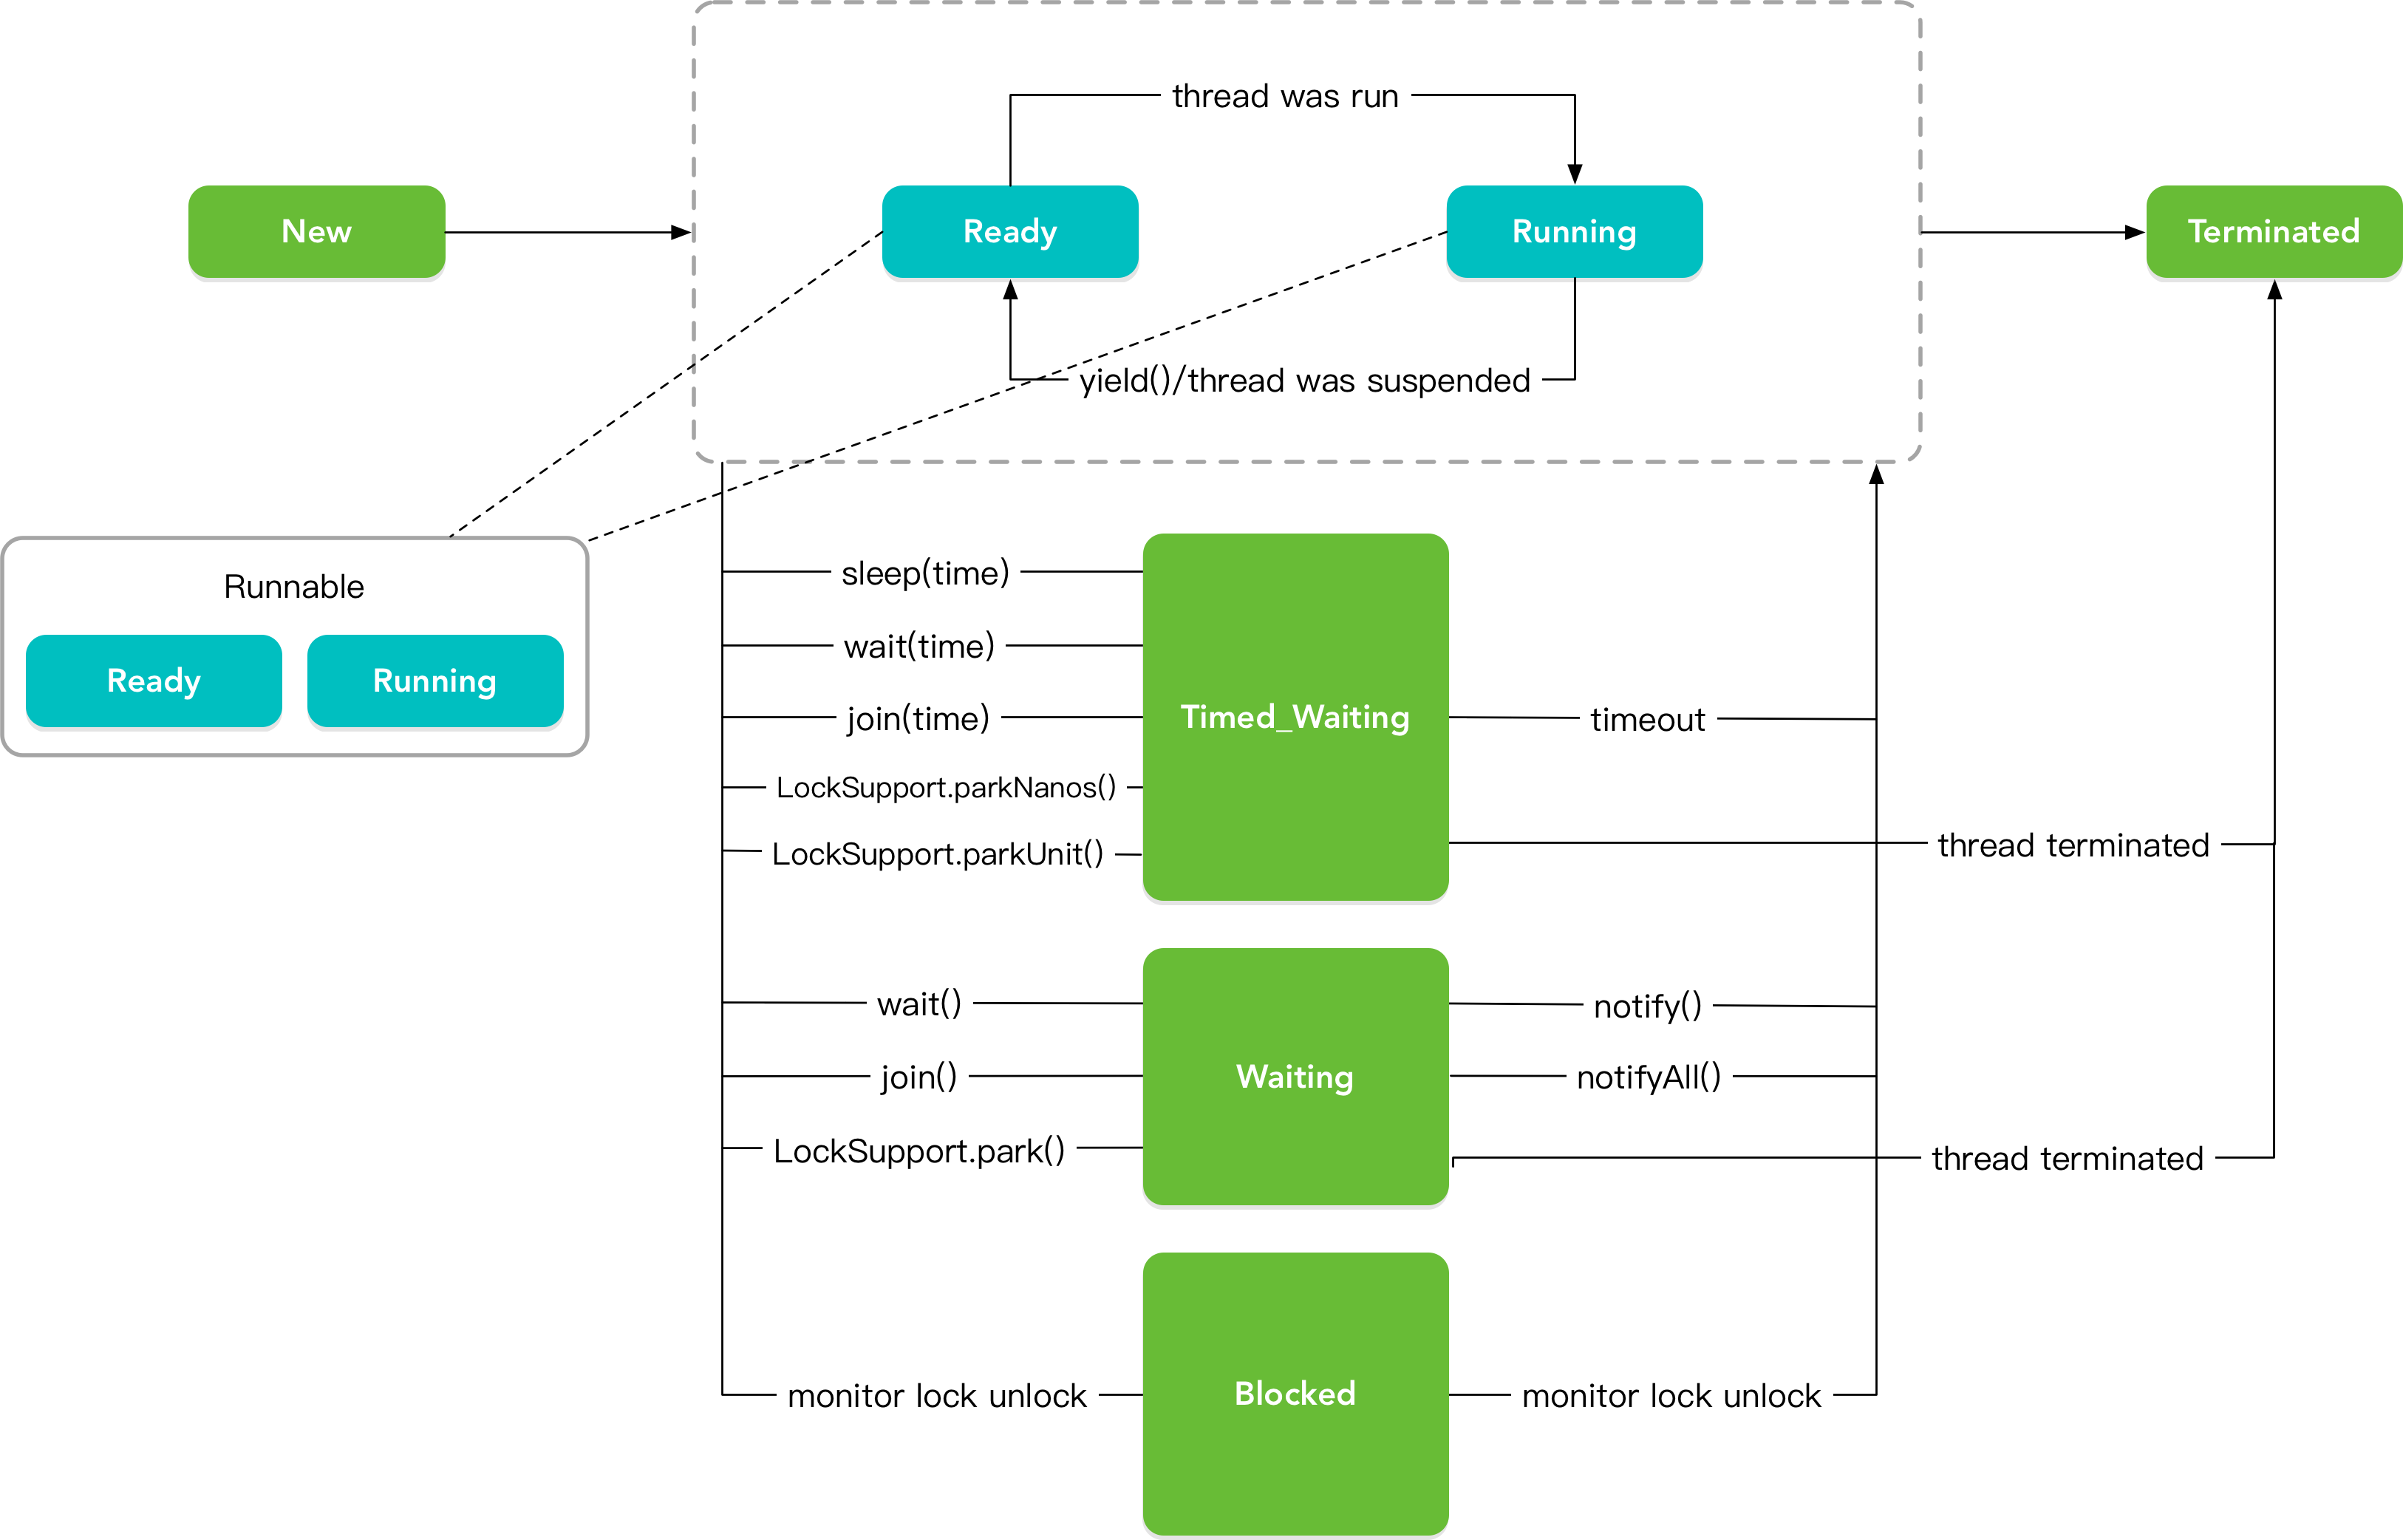 thread was run
New
Ready
Running
Terminated
yield()/thread was suspended
Runnable
Ready
Running
sleep(time)
wait(time)
join(time)
LockSupport.parkNanos()
LockSupport.parkUnit()
Timed_Waiting
timeout
thread terminated
wait()
join()
LockSupport.park()
Waiting
notify()
notifyAll()
thread terminated
monitor lock unlock
Blocked
monitor lock unlock